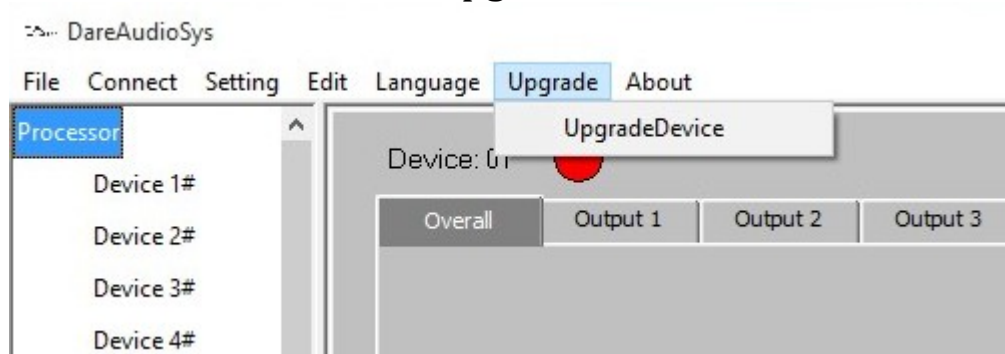 DareAudioSys
File Connect Setting Edit Language Upgrade About
Processor
UpgradeDevice
Device: 01
Device 1#
Overall Output 1 Output 2 Output 3
Device 2#
Device 3#
Device 4#